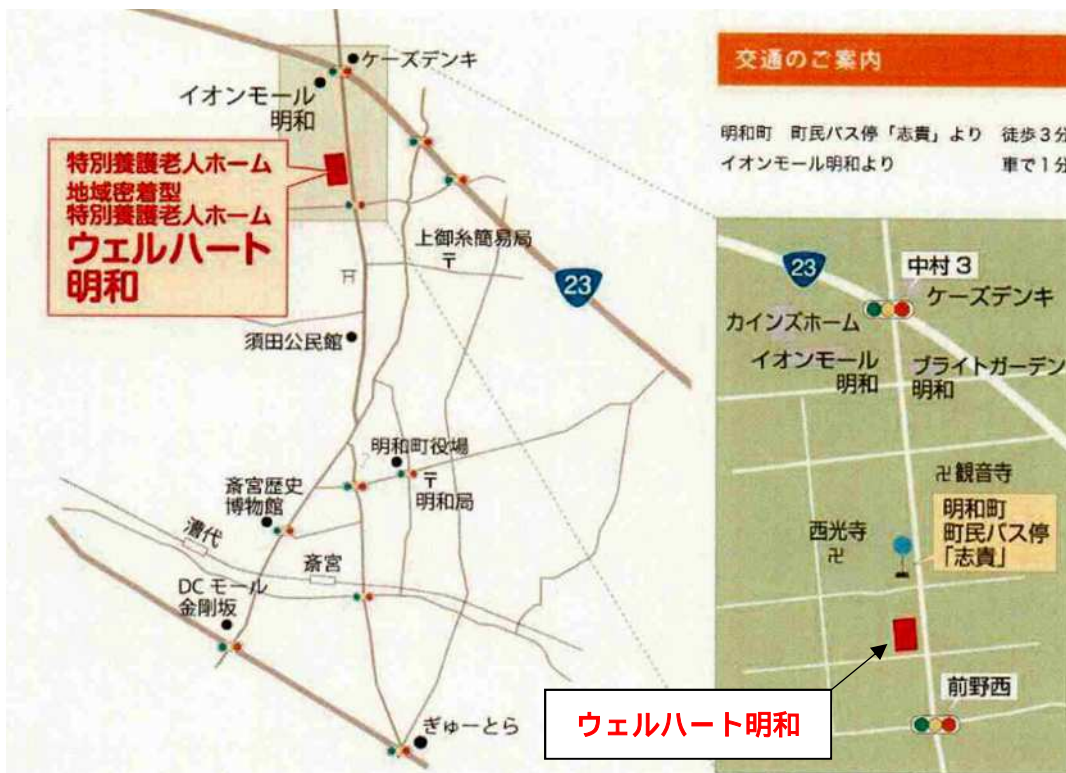 ケーズデンキ
イオンモール
明和
特別養護老人ホーム
地域密着型
特別養護老人ホーム
ウェルハート
明和
上御糸簡易局
〒
23
須田公民館
明和町役場
〒
明和局
斎宮歴史
博物館
漕代
斎宮
DCモール
金剛坂
ぎゅーとら
交通のご案内
明和町 町民バス停「志貴」より 徒歩3分
イオンモール明和より 車で1分
23
中村3
ケーズデンキ
カインズホーム
イオンモール
明和
ブライトガーデン
明和
卍観音寺
明和町
町民バス停
「志貴」
西光寺
卍
ウェルハート明和
前野西